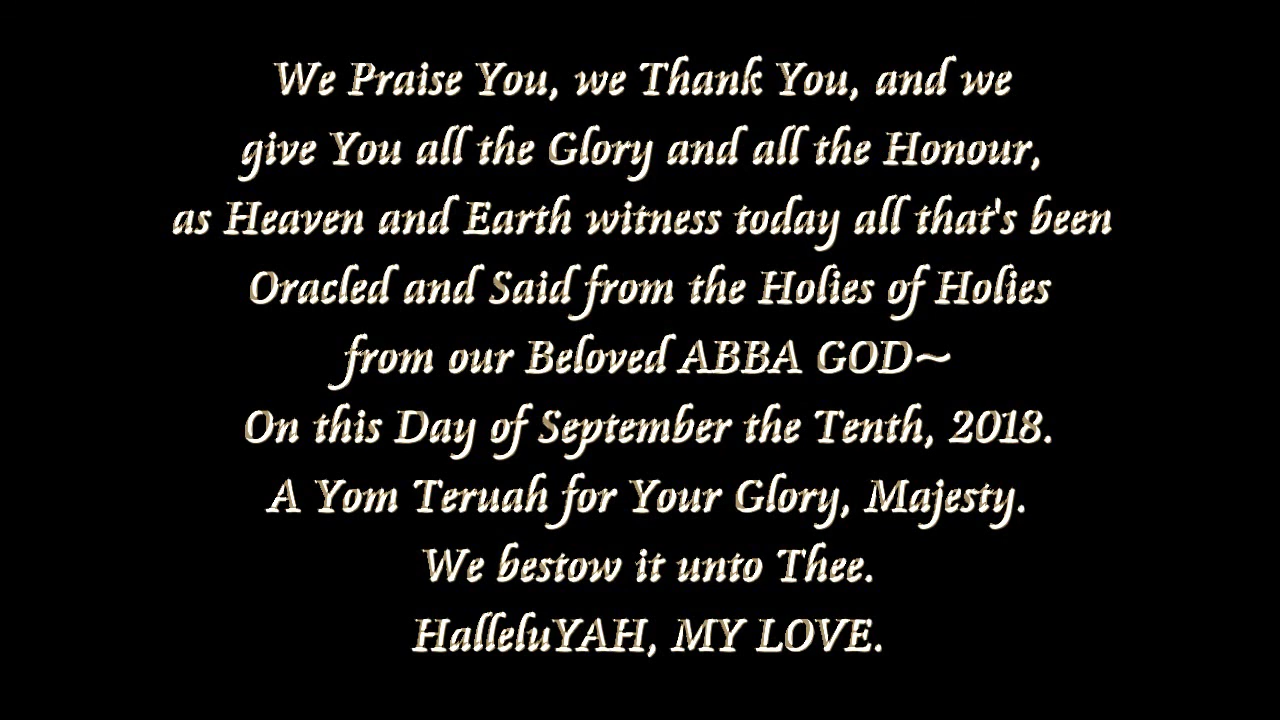 We Praise You, we Thank You, and we
give You all the Glory and all the Honour,
as Heaven and Earth witness today all that's been
Oracled and Said from the Holies of Holies
from our Beloved ABBA GOD~
On this Day of September the Tenth, 2018.
A Yom Teruah for Your Glory, Majesty.
We bestow it unto Thee.
HalleluYAH, MY LOVE.